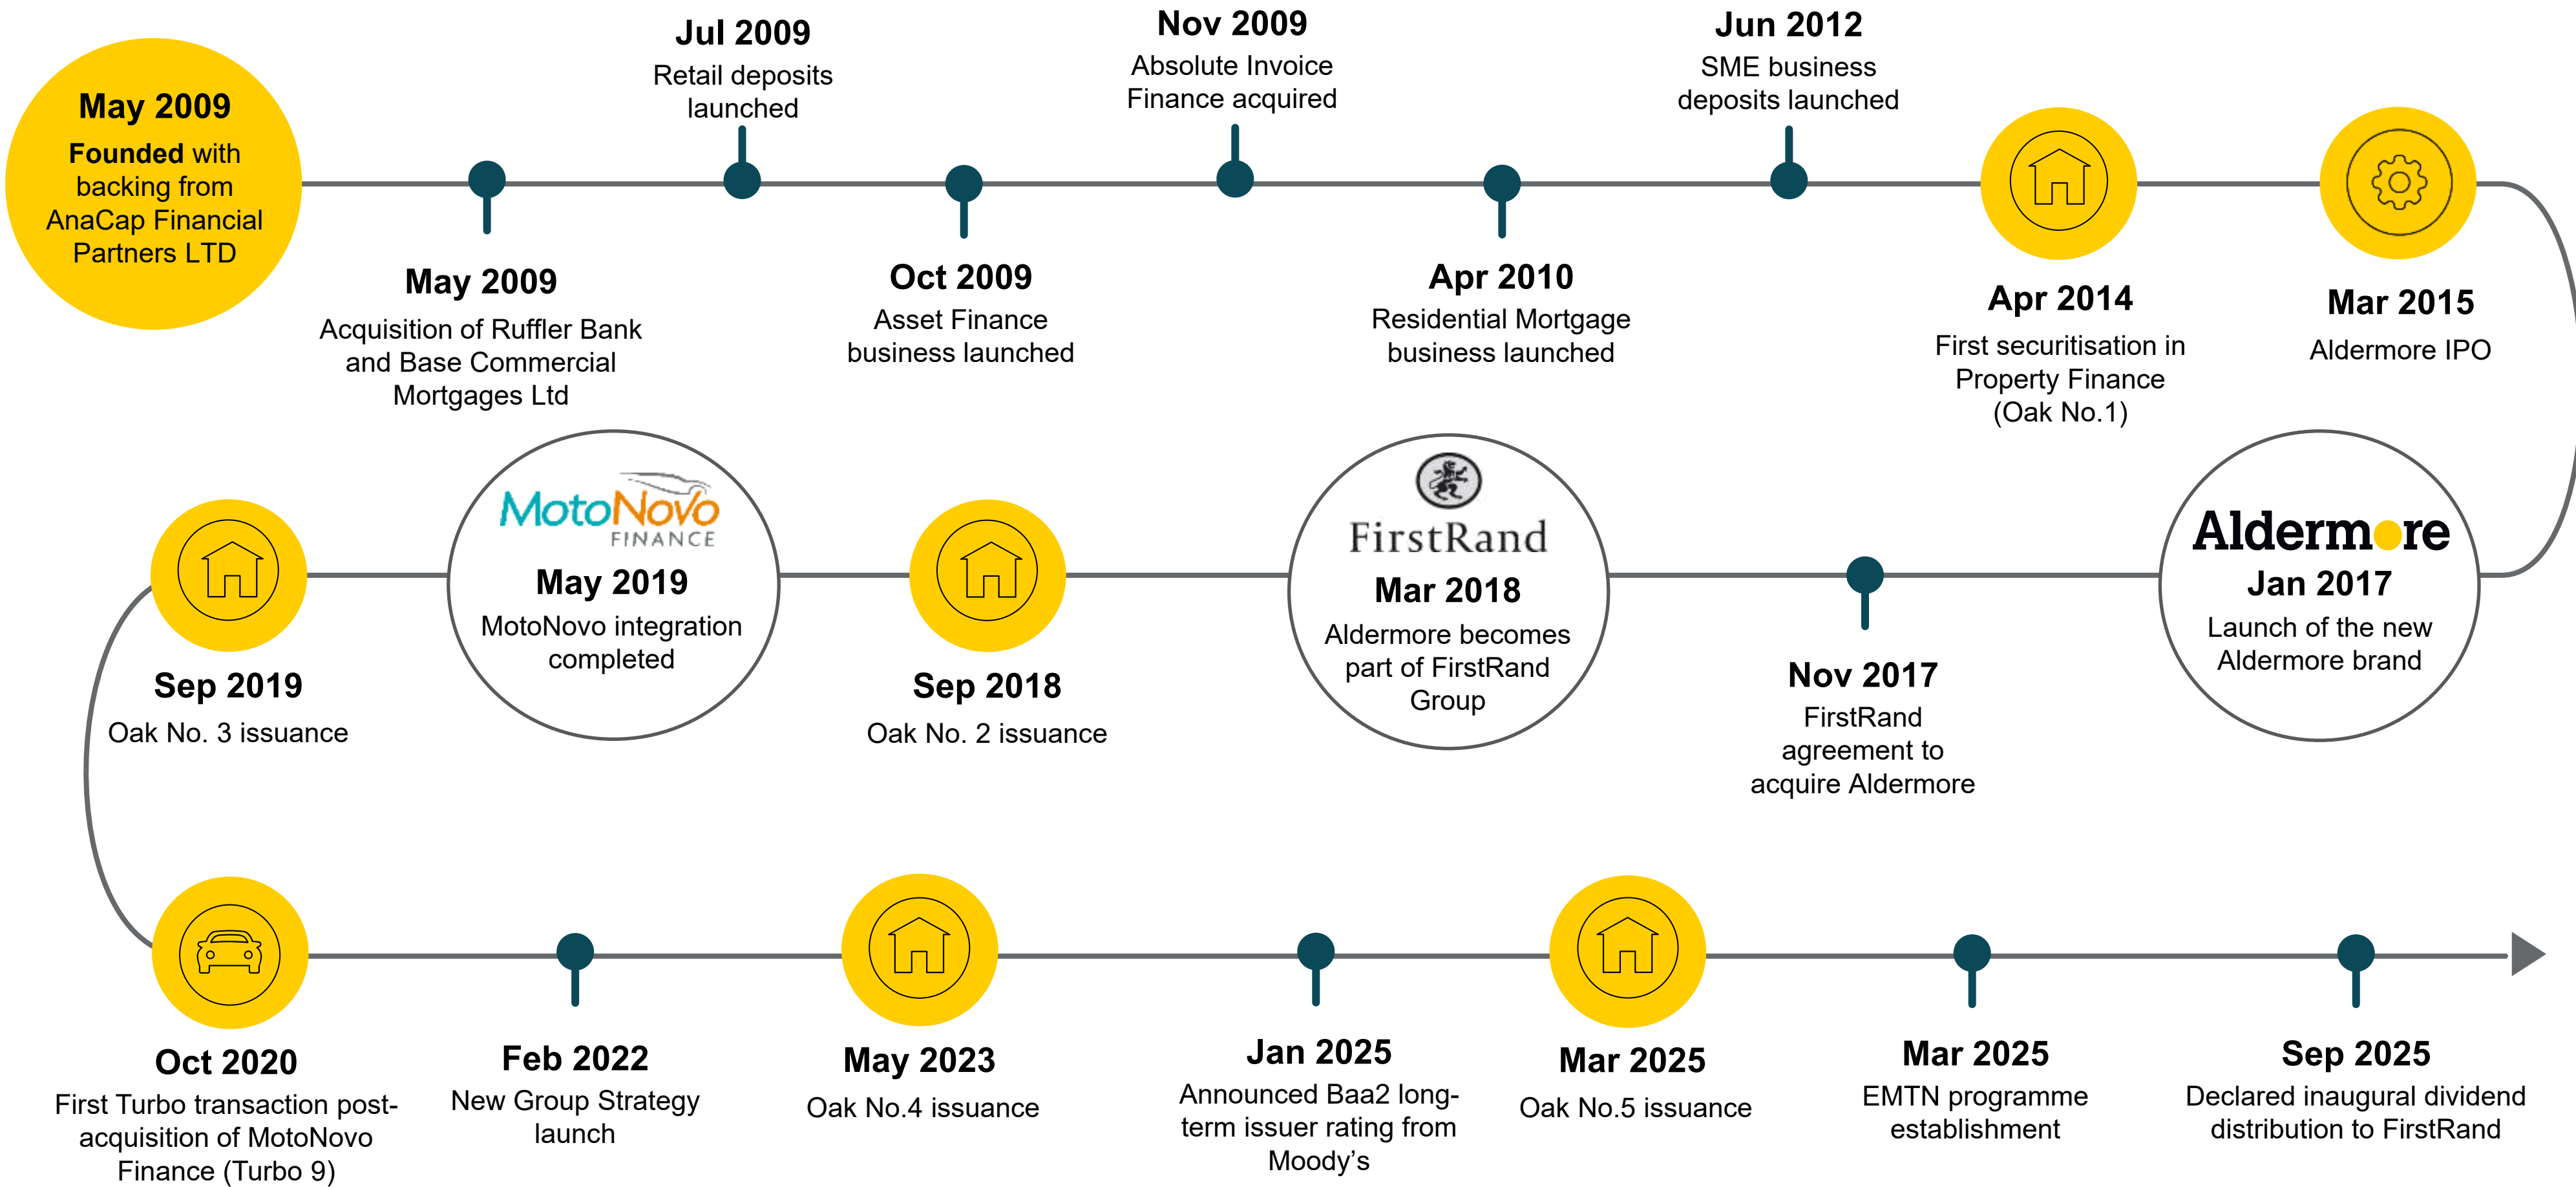 May 2009
Founded with
backing from
AnaCap Financial
Partners LTD
May 2009
Acquisition of Ruffler Bank
and Base Commercial
Mortgages Ltd
Jul 2009
Retail deposits
launched
Oct 2009
Asset Finance
business launched
Nov 2009
Absolute Invoice
Finance acquired
Apr 2010
Residential Mortgage
business launched
Jun 2012
SME business
deposits launched
Apr 2014
First securitisation in
Property Finance
(Oak No.1)
Mar 2015
Aldermore IPO
Aldermore
Jan 2017
Launch of the new
Aldermore brand
Nov 2017
FirstRand
agreement to
acquire Aldermore
FirstRand
Mar 2018
Aldermore becomes
part of FirstRand
Group
Sep 2018
Oak No. 2 issuance
MotoNovo
FINANCE
May 2019
MotoNovo integration
completed
Sep 2019
Oak No. 3 issuance
Oct 2020
First Turbo transaction post-
acquisition of MotoNovo
Finance (Turbo 9)
Feb 2022
New Group Strategy
launch
May 2023
Oak No.4 issuance
Jan 2025
Announced Baa2 long-
term issuer rating from
Moody’s
Mar 2025
Oak No.5 issuance
Mar 2025
EMTN programme
establishment
Sep 2025
Declared inaugural dividend
distribution to FirstRand